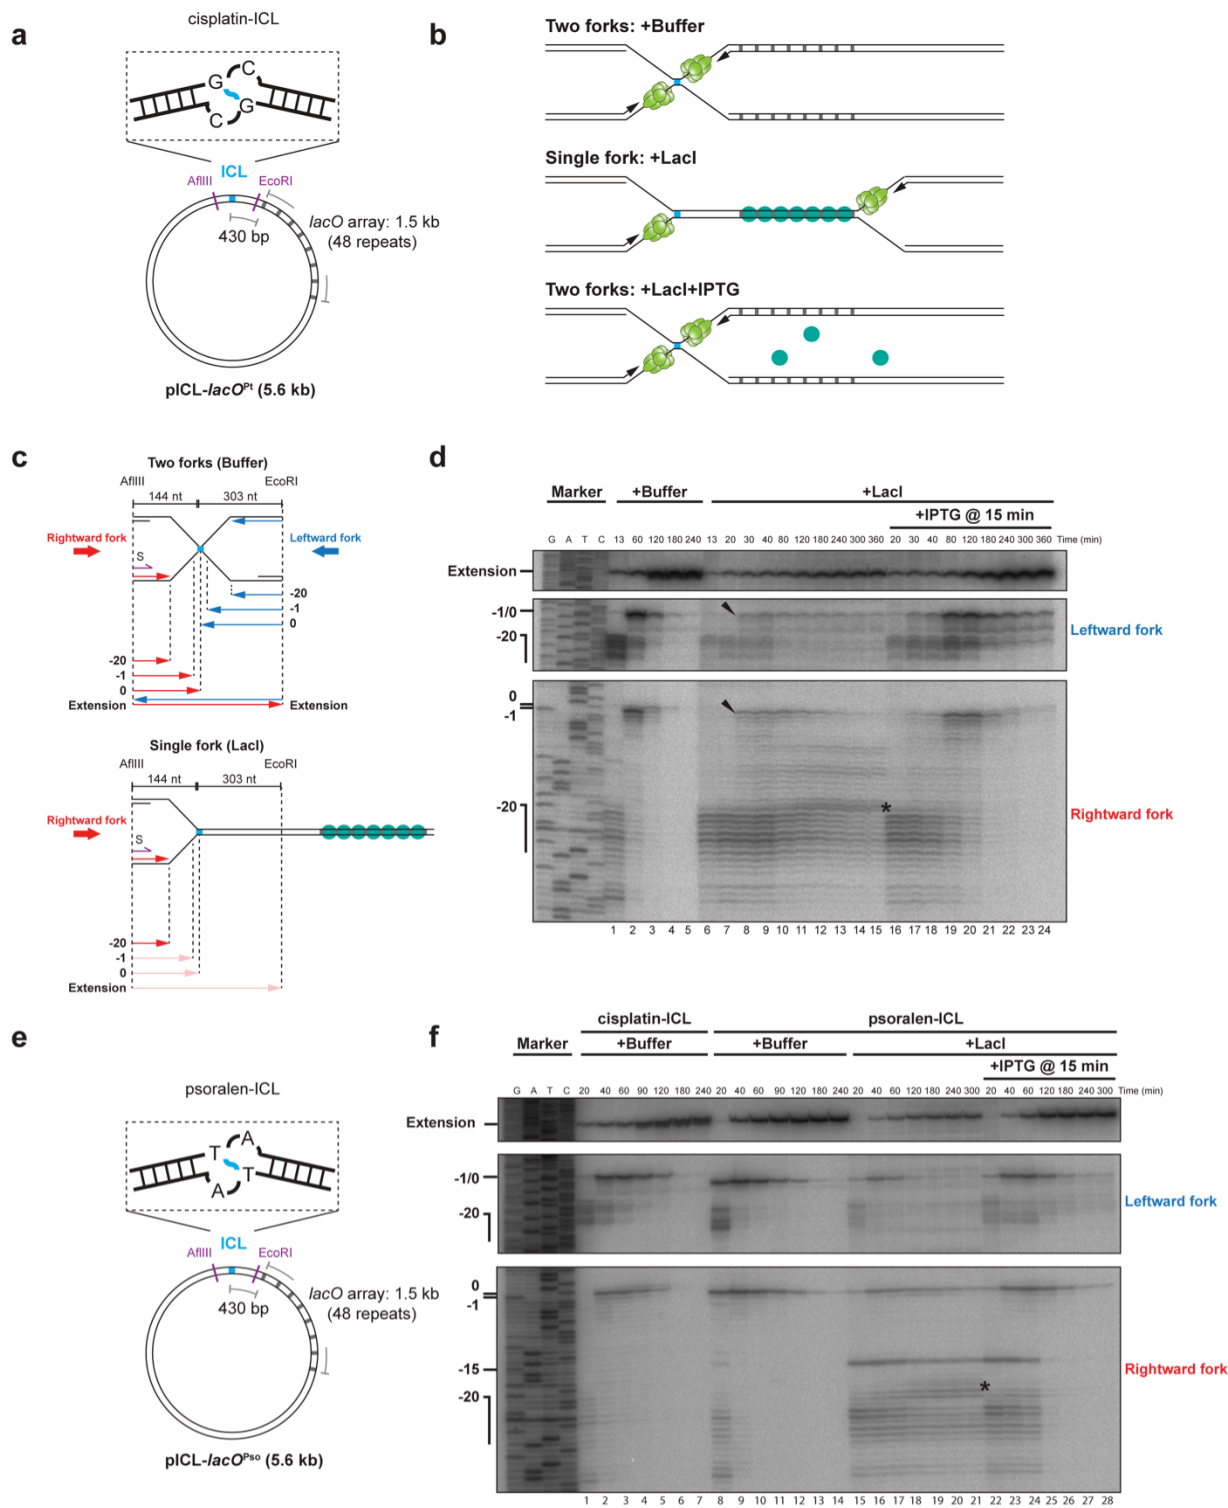 a
cisplatin-ICL
G C
C G
ICL
AflIII
EcoRI
430 bp
lacO array: 1.5 kb
(48 repeats)
pICL-lacOPt (5.6 kb)
b
Two forks: +Buffer
Single fork: +LacI
Two forks: +LacI+IPTG
c
Two forks (Buffer)
AflIII EcoRI
144 nt 303 nt
Rightward fork
Leftward fork
S
-20
-1
0
-20
-1
0
Extension Extension
Single fork (LacI)
AflIII EcoRI
144 nt 303 nt
Rightward fork
S
-20
-1
0
Extension
d
Marker +Buffer +LacI
+IPTG @ 15 min
G A T C 13 60 120 180 240 13 20 30 40 80 120 180 240 300 360 20 30 40 80 120 180 240 300 360 Time (min)
Extension
-1/0
-20
Leftward fork
0
-1
-20
*
Rightward fork
1 2 3 4 5 6 7 8 9 10 11 12 13 14 15 16 17 18 19 20 21 22 23 24
e
psoralen-ICL
T A
A T
ICL
AflIII
EcoRI
430 bp
lacO array: 1.5 kb
(48 repeats)
pICL-lacOPso (5.6 kb)
f
cisplatin-ICL psoralen-ICL
Marker +Buffer +Buffer +LacI
+IPTG @ 15 min
G A T C 20 40 60 90 120 180 240 20 40 60 90 120 180 240 20 40 60 120 180 240 300 20 40 60 120 180 240 300 Time (min)
Extension
-1/0
-20
Leftward fork
0
-1
-15
-20
*
Rightward fork
1 2 3 4 5 6 7 8 9 10 11 12 13 14 15 16 17 18 19 20 21 22 23 24 25 26 27 28